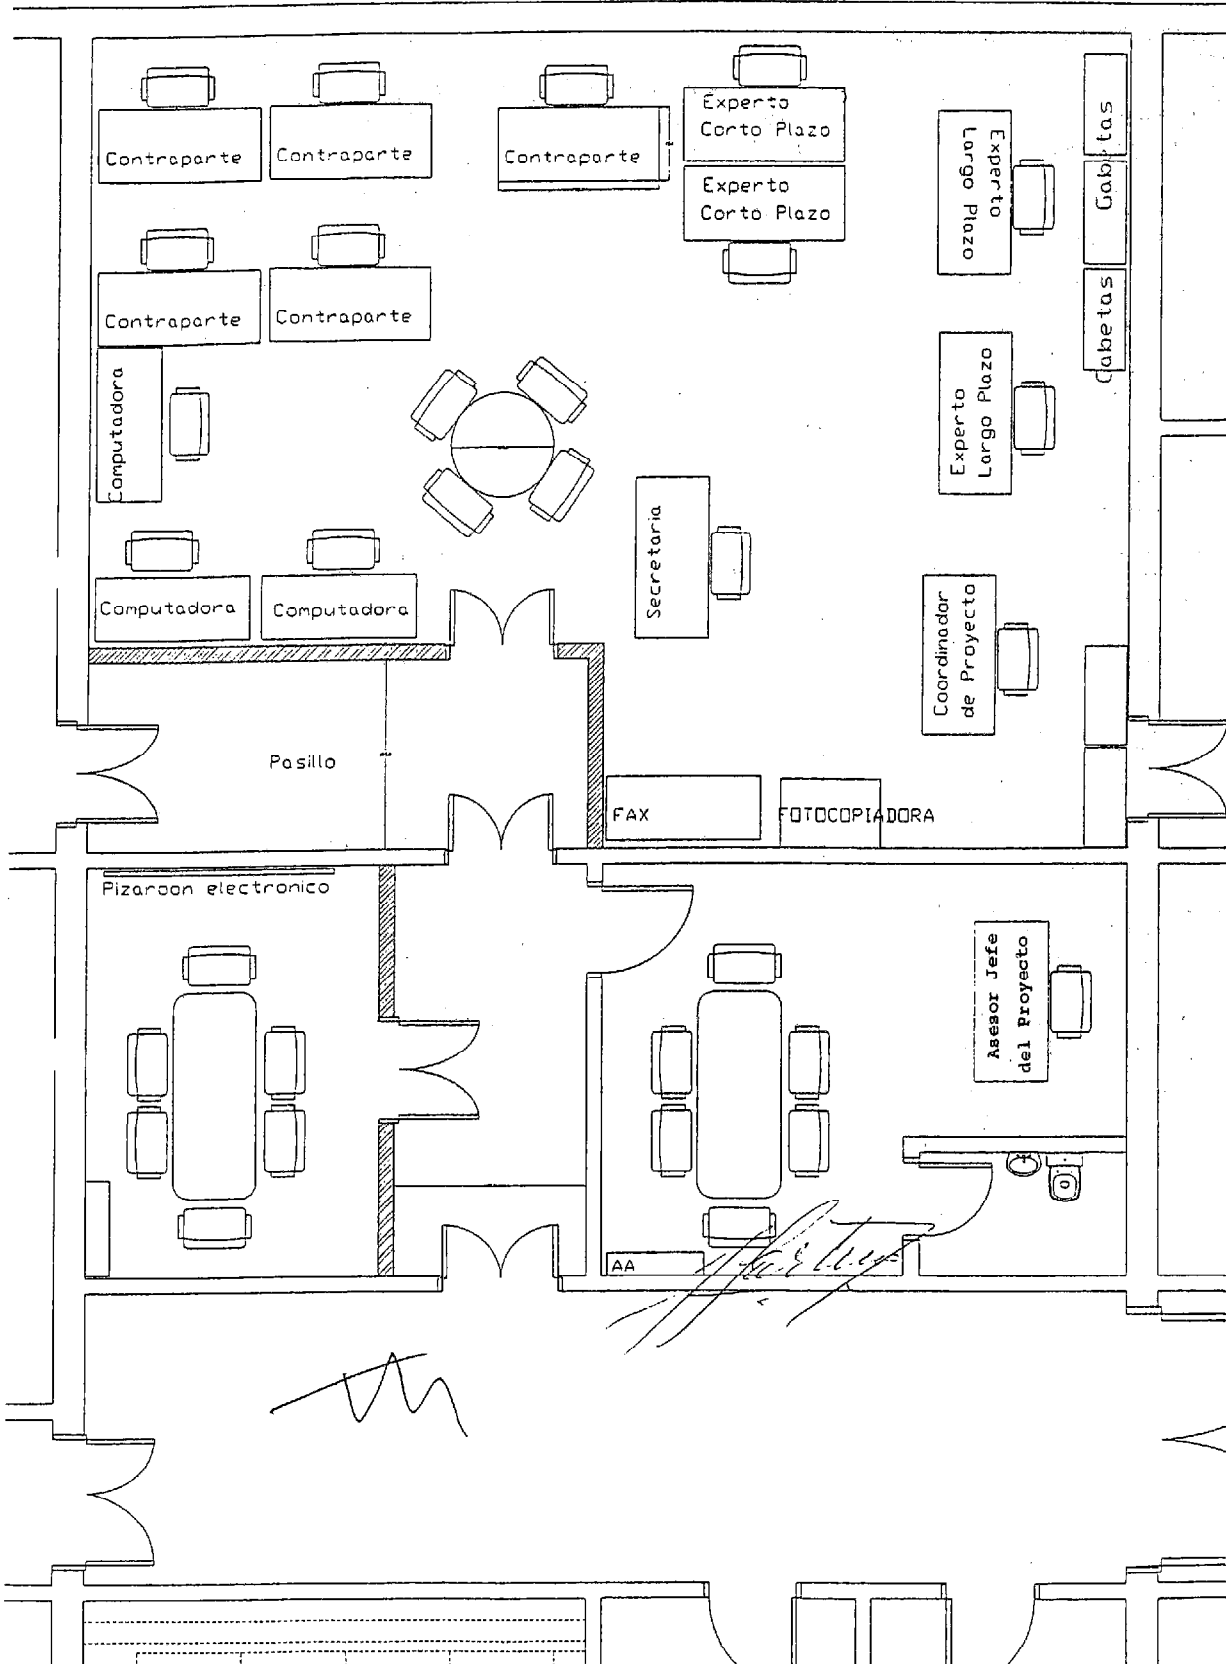 Experto
Corto Plazo
Contraparte
Contraparte
Contraparte
Experto
Corto Plazo
Experto
Largo Plazo
Gabetas
Contraparte
Contraparte
Gabetas
Computadora
Experto
Largo Plazo
Secretaria
Computadora
Computadora
Coordinador
de Proyecto
Pasillo
FAX
FOTOCOPIADORA
Pizaroon electronico
Asesor Jefe
del Proyecto
AA